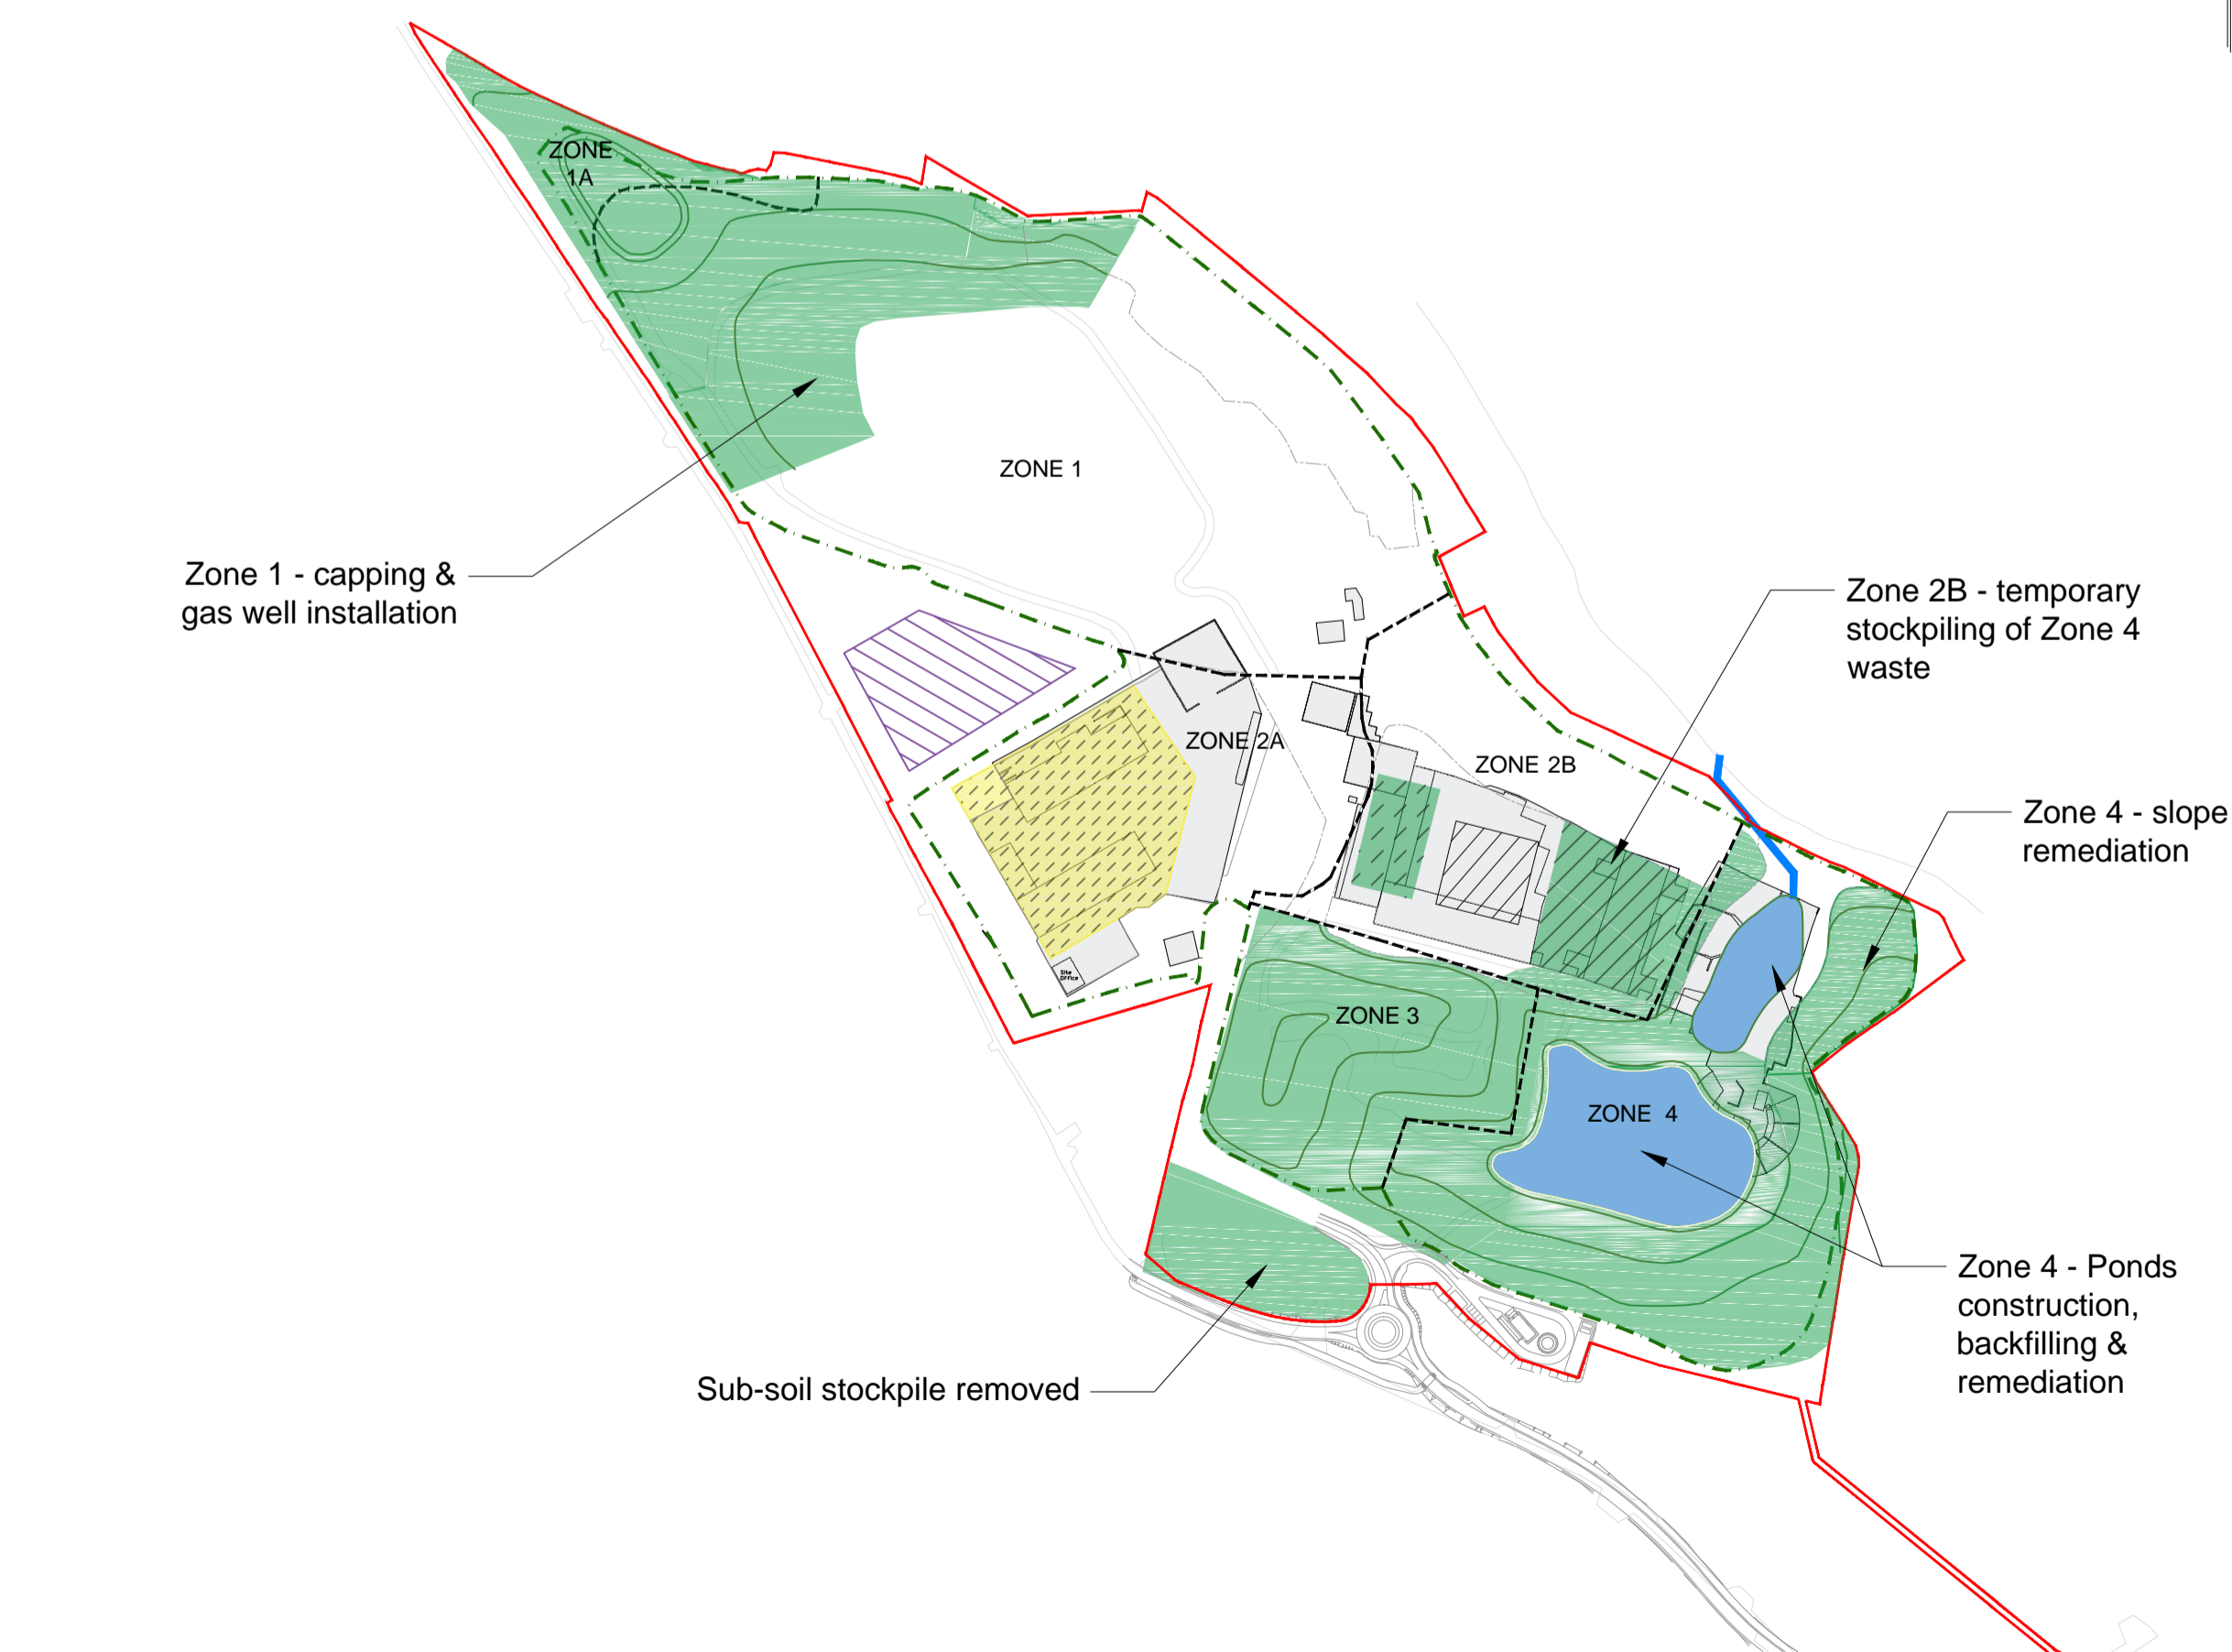 ZONE
1A
ZONE 1
Zone 1 - capping &
gas well installation
Zone 2B - temporary
stockpiling of Zone 4
waste
ZONE 2A
ZONE 2B
Zone 4 - slope
remediation
Site
Office
ZONE 3
ZONE 4
Zone 4 - Ponds
construction,
backfilling &
remediation
Sub-soil stockpile removed